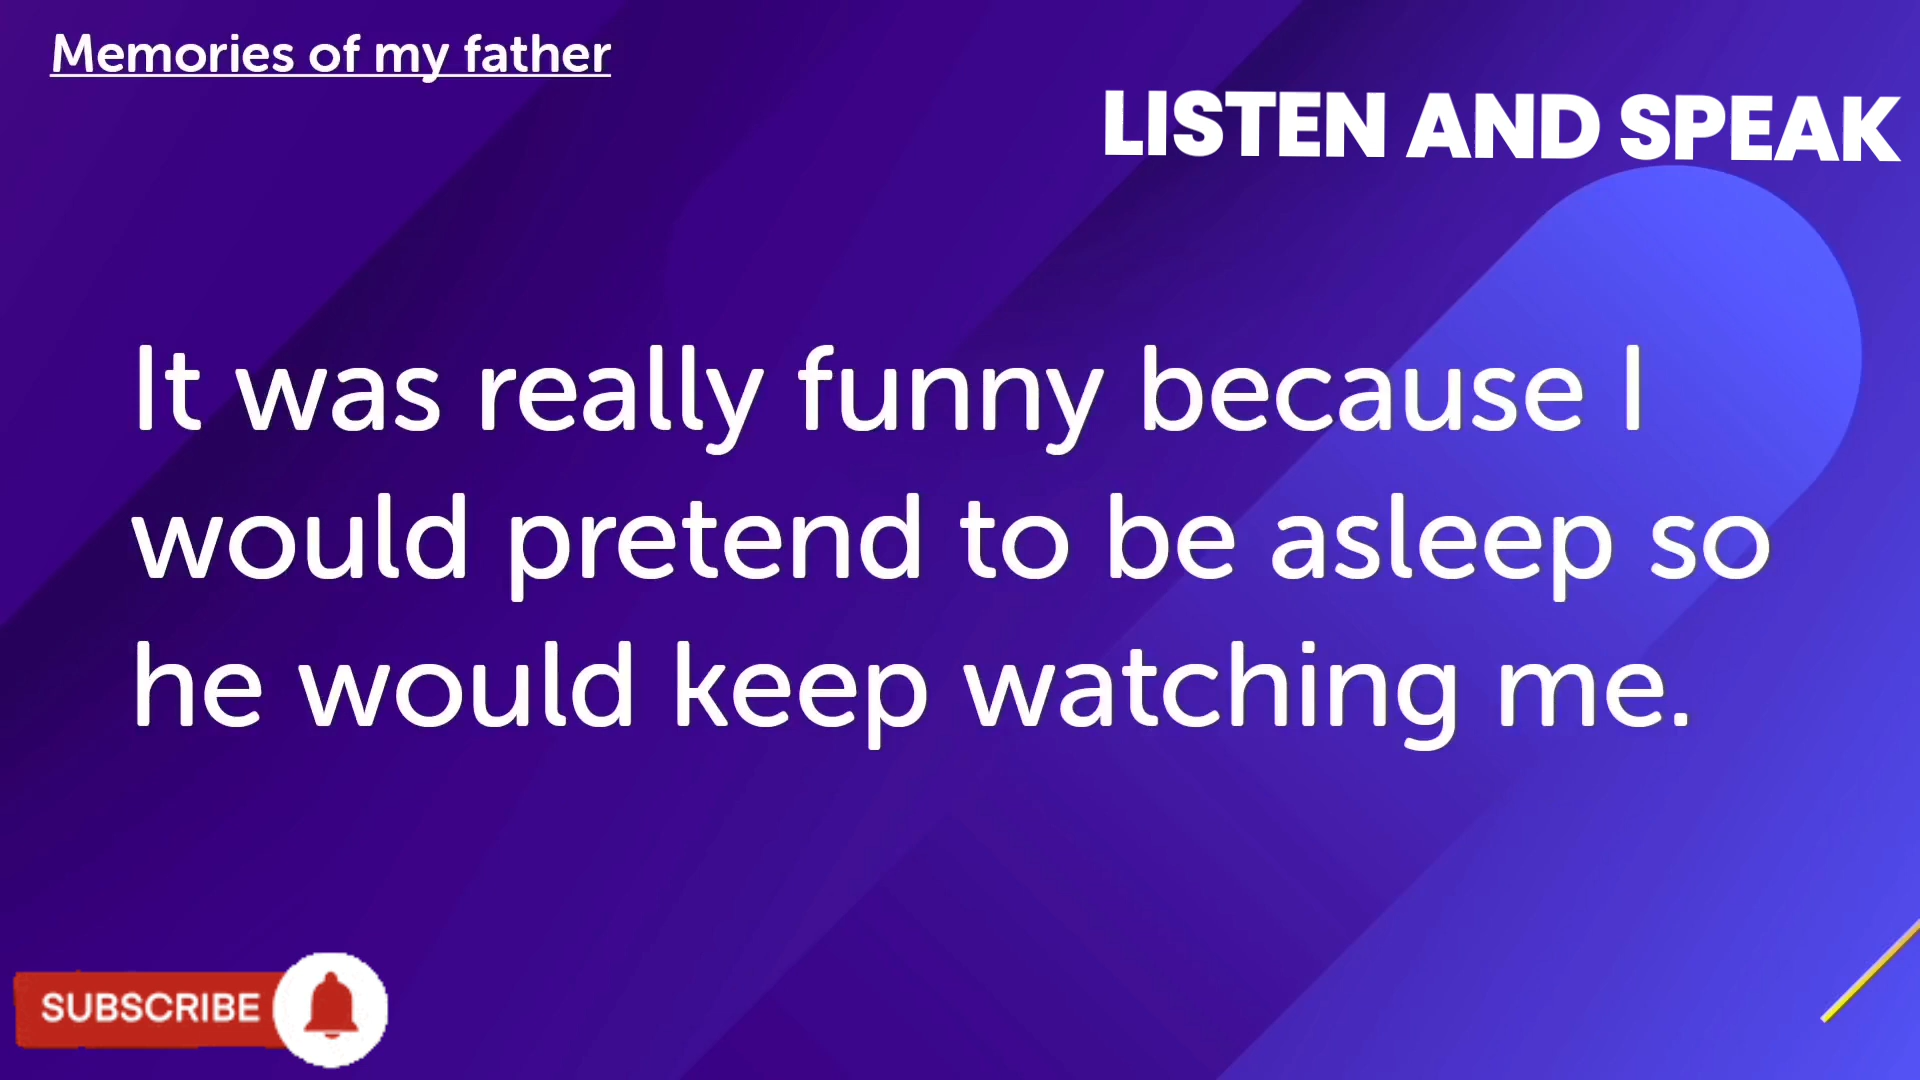 Memories of my father
LISTEN AND SPEAK
It was really funny because I
would pretend to be asleep so
he would keep watching me.
SUBSCRIBE